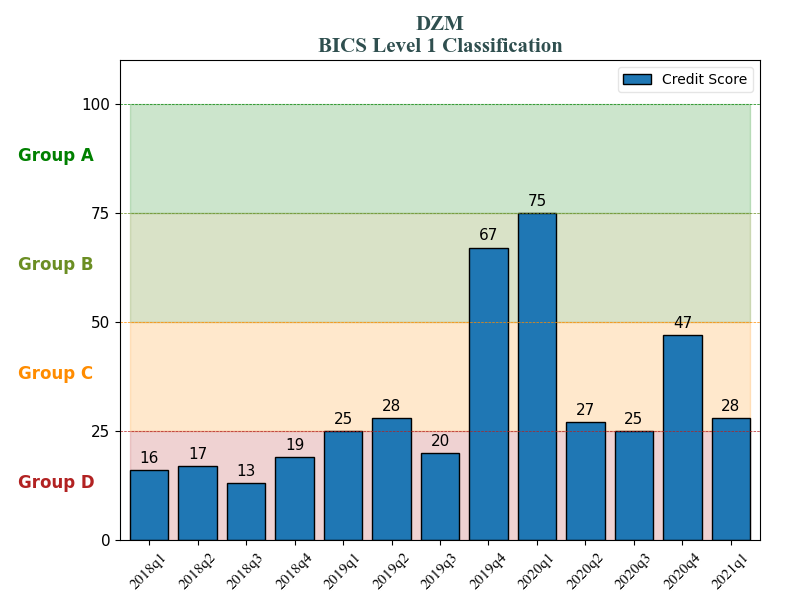 DZM
BICS Level 1 Classification
Credit Score
100
Group A
75
75
67
Group B
50
47
Group C
28
28
27
25
25
25
20
19
17
16
13
Group D
0
2018q1
2018q2
2018q3
2018q4
2019q1
2019q2
2019q3
2019q4
2020q1
2020q2
2020q3
2020q4
2021q1